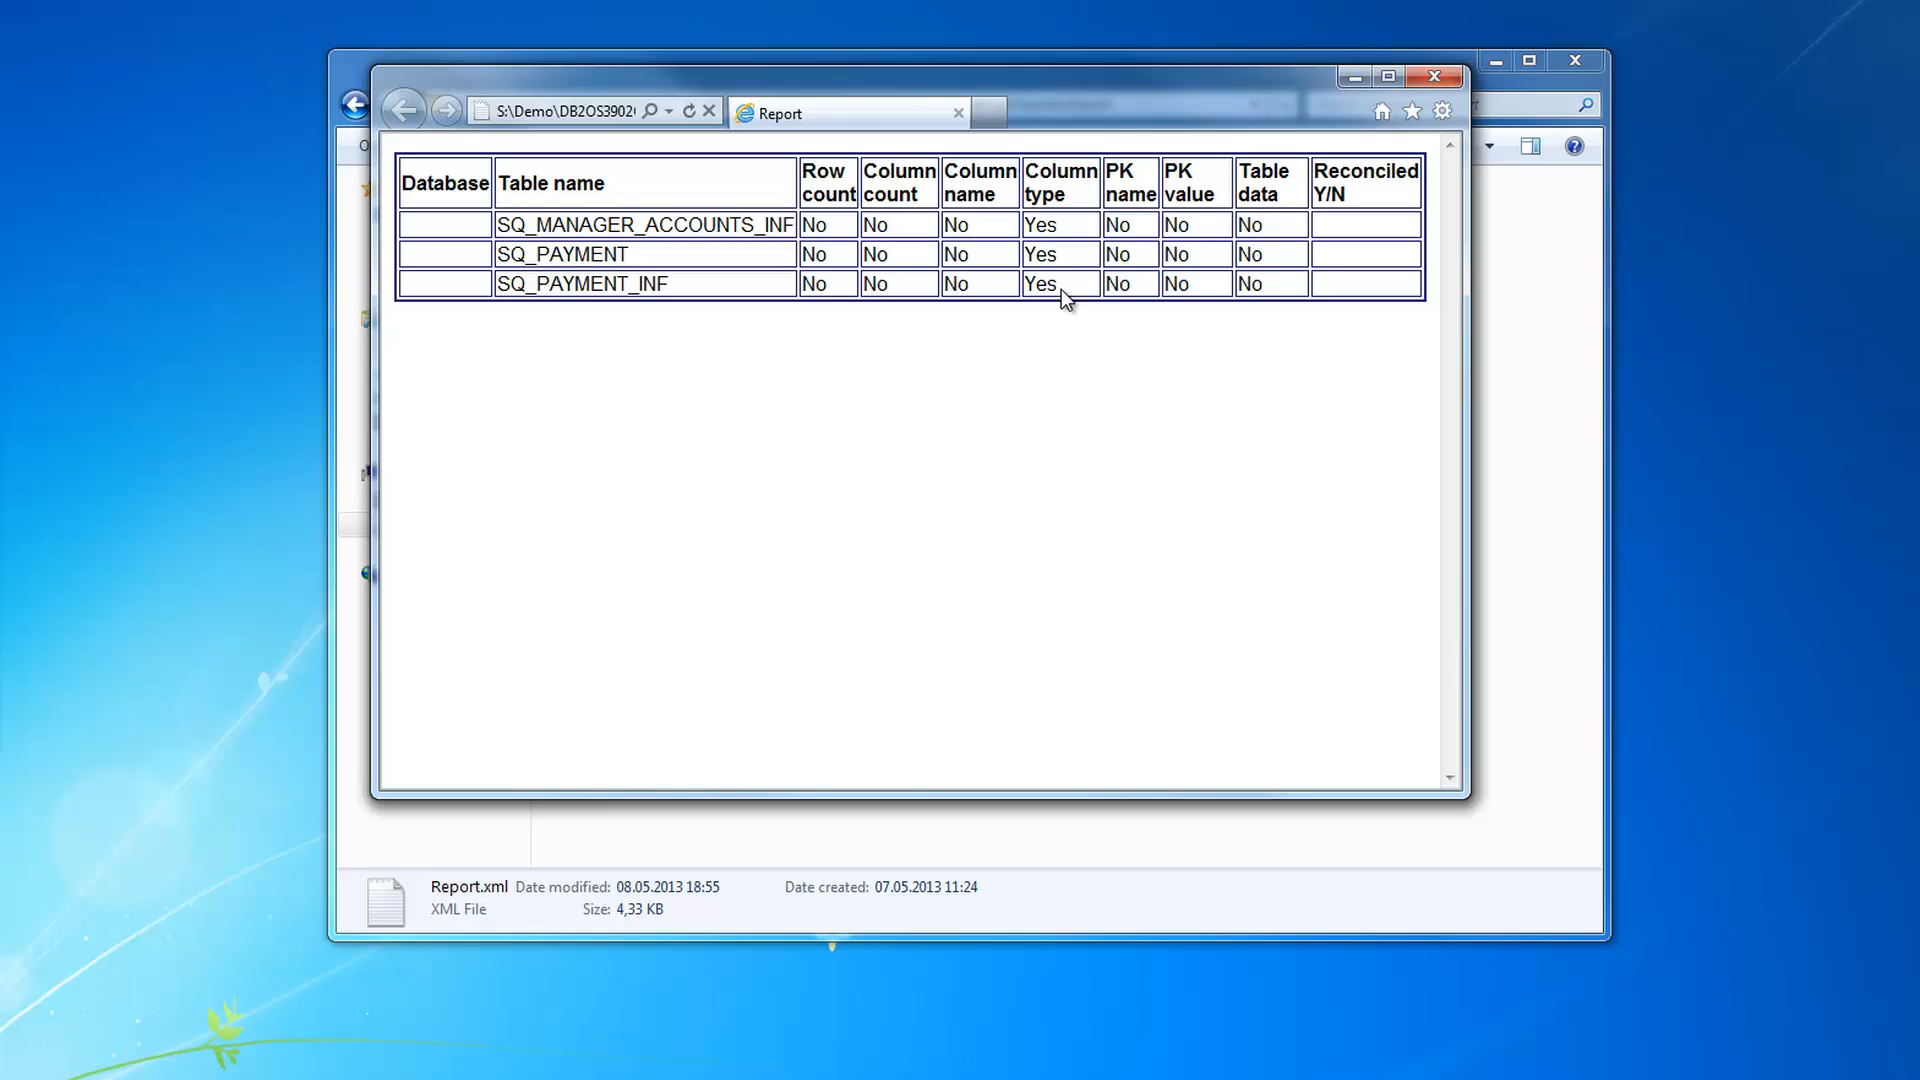 S:\Demo\DB2OS3902
Report
Database Table name Row count Column count Column name Column type PK name PK value Table data Reconciled Y/N
SQ_MANAGER_ACCOUNTS_INF No No No Yes No No No
SQ_PAYMENT No No No Yes No No No
SQ_PAYMENT_INF No No No Yes No No No
Report.xml Date modified: 08.05.2013 18:55 Date created: 07.05.2013 11:24
XML File Size: 4,33 KB